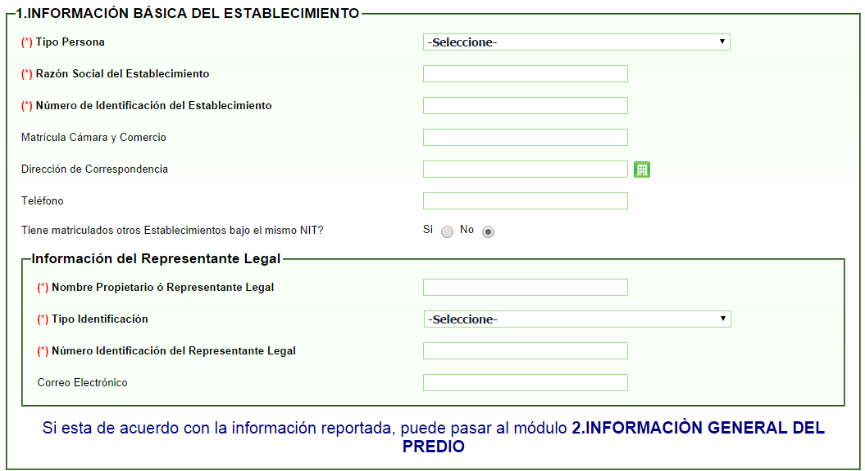 1.INFORMACIÓN BÁSICA DEL ESTABLECIMIENTO
(*) Tipo Persona -Seleccione-
(*) Razón Social del Establecimiento
(*) Número de Identificación del Establecimiento
Matrícula Cámara y Comercio
Dirección de Correspondencia
Teléfono
Tiene matriculados otros Establecimientos bajo el mismo NIT? Si No
Información del Representante Legal
(*) Nombre Propietario ó Representante Legal
(*) Tipo Identificación -Seleccione-
(*) Número Identificación del Representante Legal
Correo Electrónico
Si esta de acuerdo con la información reportada, puede pasar al módulo 2.INFORMACIÒN GENERAL DEL
PREDIO